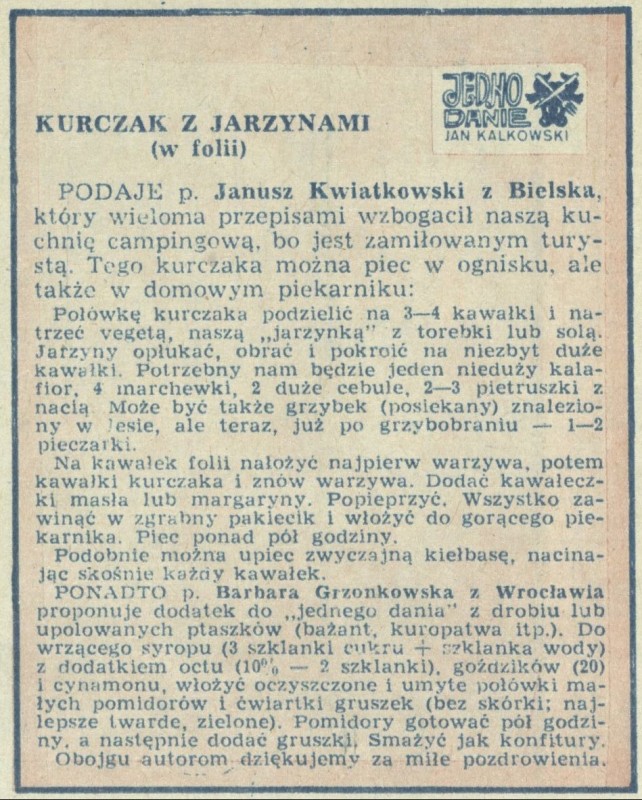 JEDNO
DANIE
JAN KALKOWSKI
KURCZAK Z JARZYNAMI
(w folii)
PODAJE p. Janusz Kwiatkowski z Bielska,
który wieloma przepisami wzbogacił naszą ku-
chnię campingową, bo jest zamiłowanym tury-
stą. Tego kurczaka można piec w ognisku, ale
także w domowym piekarniku:
Połówkę kurczaka podzielić na 3—4 kawałki i na-
trzeć vegetą, naszą „jarzynką" z torebki lub solą.
Jarzyny opłukać, obrać i pokroić na niezbyt duże
kawałki. Potrzebny nam będzie jeden nieduży kala-
fior, 4 marchewki, 2 duże cebule, 2—3 pietruszki z
nacią. Może być także grzybek (posiekany) znalezio-
ny w lesie, ale teraz, już po grzybobraniu — 1—2
pieczarki.
Na kawałek folii nałożyć najpierw warzywa, potem
kawałki kurczaka i znów warzywa. Dodać kawałecz-
ki masła lub margaryny. Popieprzyć. Wszystko za-
winąć w zgrabny pakiecik i włożyć do gorącego pie-
karnika. Piec ponad pół godziny.
Podobnie można upiec zwyczajną kiełbasę, nacina-
jąc skośnie każdy kawałek.
PONADTO p. Barbara Grzonkowska z Wrocławia
proponuje dodatek do „jednego dania" z drobiu lub
upolowanych ptaszków (bażant, kuropatwa itp.). Do
wrzącego syropu (3 szklanki cukru + szklanka wody)
z dodatkiem octu (10% — 2 szklanki), goździków (20)
i cynamonu, włożyć oczyszczone i umyte połówki ma-
łych pomidorów i ćwiartki gruszek (bez skórki; naj-
lepsze twarde, zielone). Pomidory gotować pół godzi-
ny, a następnie dodać gruszki. Smażyć jak konfitury.
Obojgu autorom dziękujemy za miłe pozdrowienia.